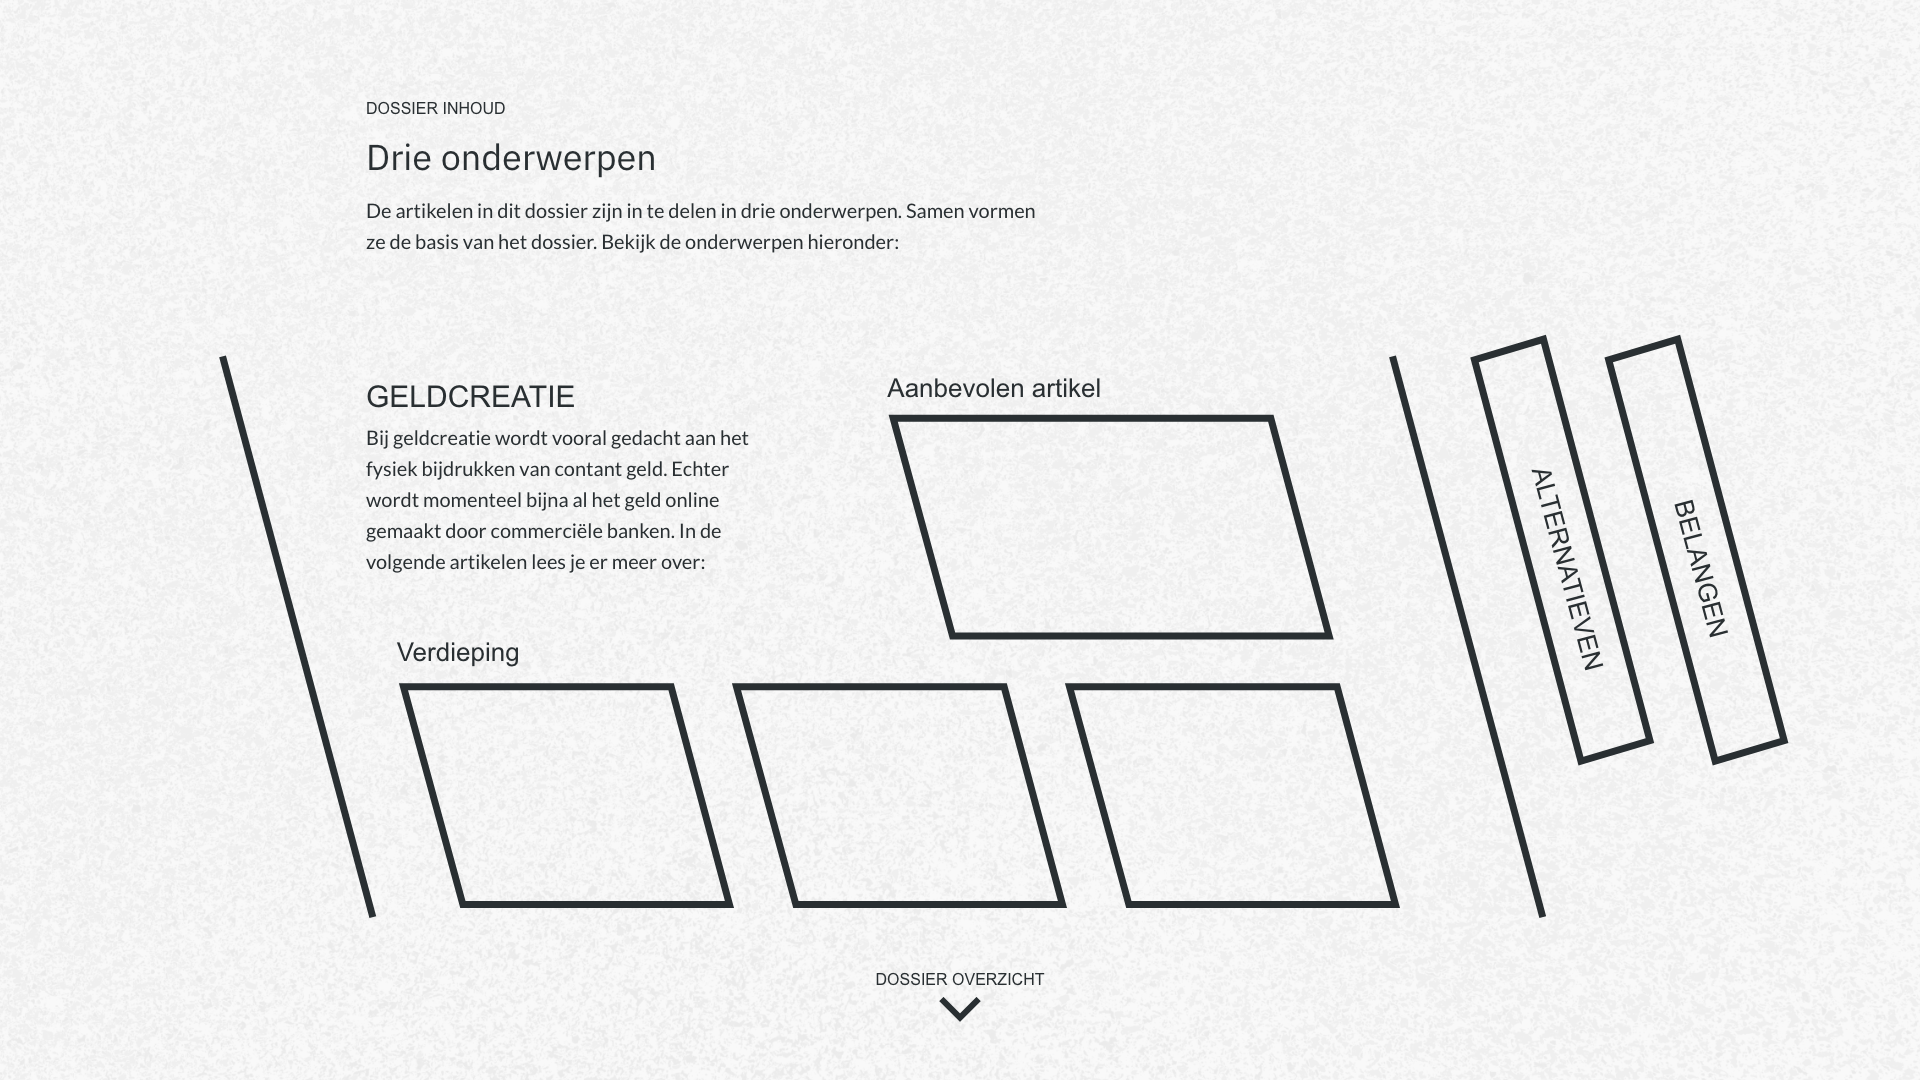 DOSSIER INHOUD
Drie onderwerpen
De artikelen in dit dossier zijn in te delen in drie onderwerpen. Samen vormen
ze de basis van het dossier. Bekijk de onderwerpen hieronder:
GELDCREATIE
Bij geldcreatie wordt vooral gedacht aan het
fysiek bijdrukken van contant geld. Echter
wordt momenteel bijna al het geld online
gemaakt door commerciële banken. In de
volgende artikelen lees je er meer over:
Aanbevolen artikel
Verdieping
ALTERNATIEVEN
BELANGEN
DOSSIER OVERZICHT